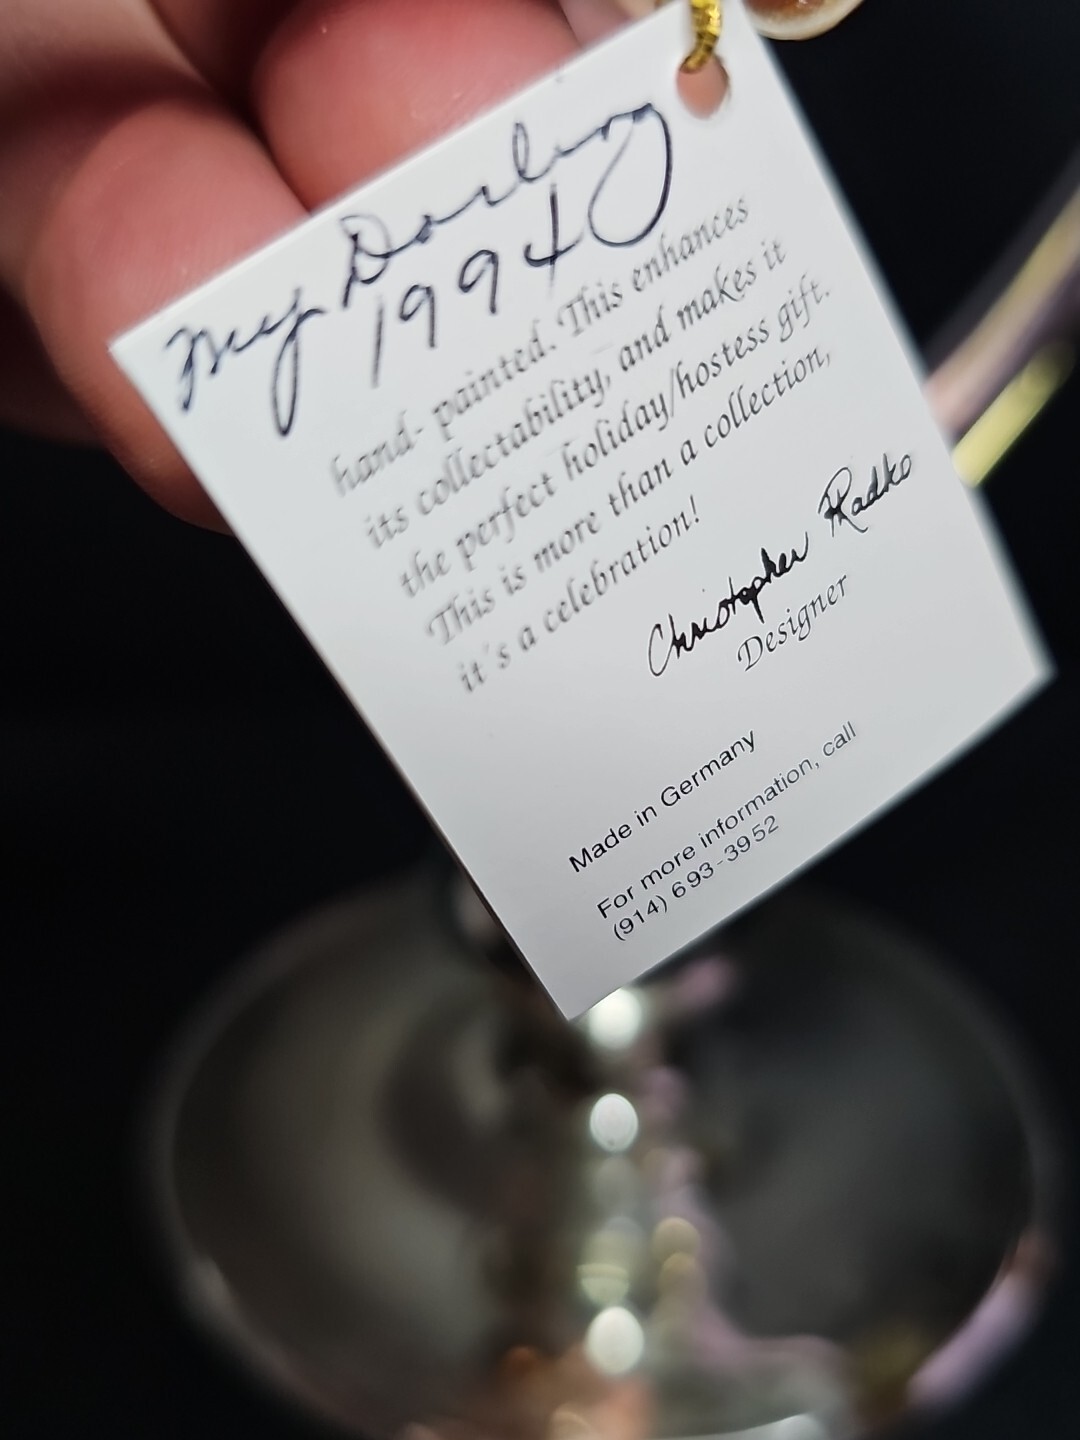 My Darling
1994
hand- painted. This enhances
its collectability, and makes it
the perfect holiday/hostess gift.
This is more than a collection,
it's a celebration!
Christopher Radko
Designer
Made in Germany
For more information, call
(914) 693-3952